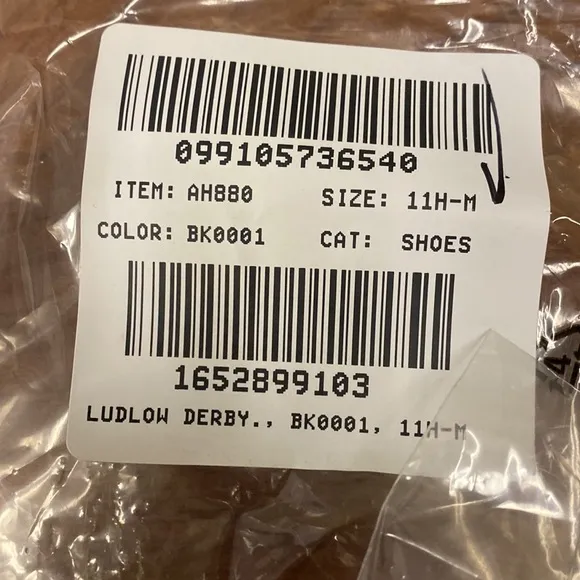 099105736540
ITEM: AH880 SIZE: 11H-M
COLOR: BK0001 CAT: SHOES
1652899103
LUDLOW DERBY., BK0001, 11H-M